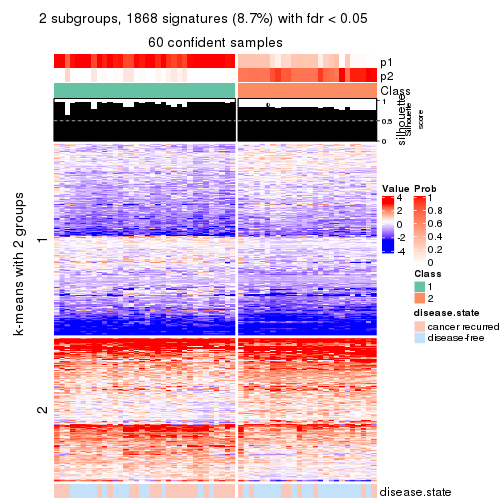 2 subgroups, 1868 signatures (8.7%) with fdr < 0.05
60 confident samples
p1
p2
Class
silhouette
Silhouette
score
1
0.5
0
k-means with 2 groups
1
2
disease.state
Value
4
2
0
-2
-4
Prob
1
0.8
0.6
0.4
0.2
0
Class
1
2
disease.state
cancer recurred
disease-free